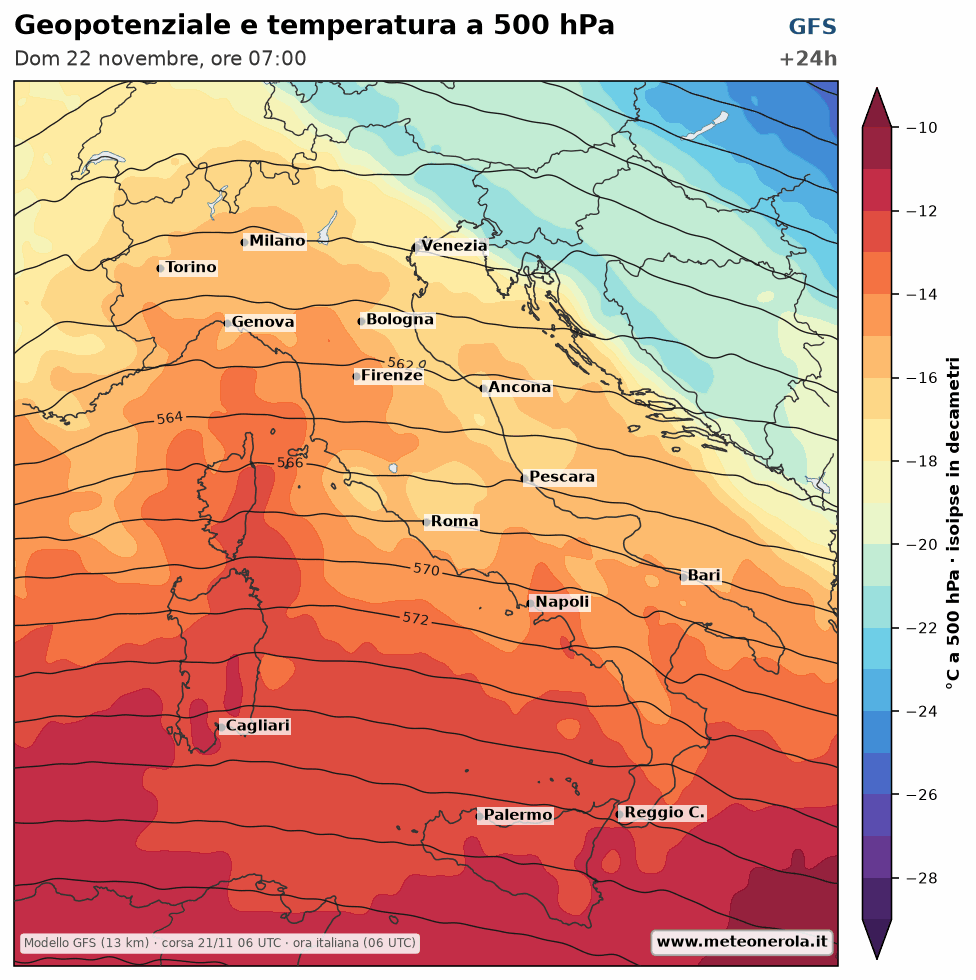 Geopotenziale e temperatura a 500 hPa
GFS
Dom 22 novembre, ore 07:00
+24h
Milano
Venezia
Torino
Genova
Bologna
562.0
Firenze
Ancona
564
566
Pescara
Roma
570
Bari
Napoli
572
Cagliari
Palermo
Reggio C.
Modello GFS (13 km) · corsa 21/11 06 UTC · ora italiana (06 UTC)
www.meteonerola.it
−10
−12
−14
−16
−18
−20
−22
−24
−26
−28
°C a 500 hPa · isoipse in decametri